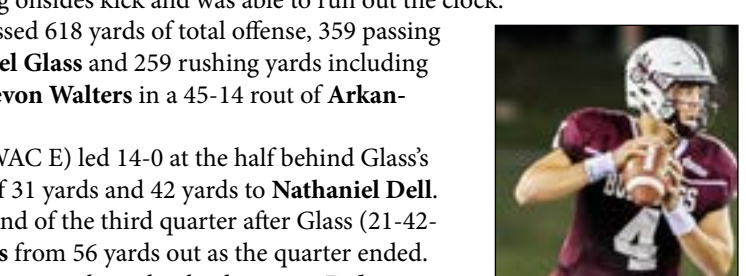 onsides kick and was able to run out the clock.
ssed 618 yards of total offense, 359 passing
el Glass and 259 rushing yards including
evon Walters in a 45-14 rout of Arkan-
WAC E) led 14-0 at the half behind Glass’s
f 31 yards and 42 yards to Nathaniel Dell.
nd of the third quarter after Glass (21-42-
s from 56 yards out as the quarter ended.
4